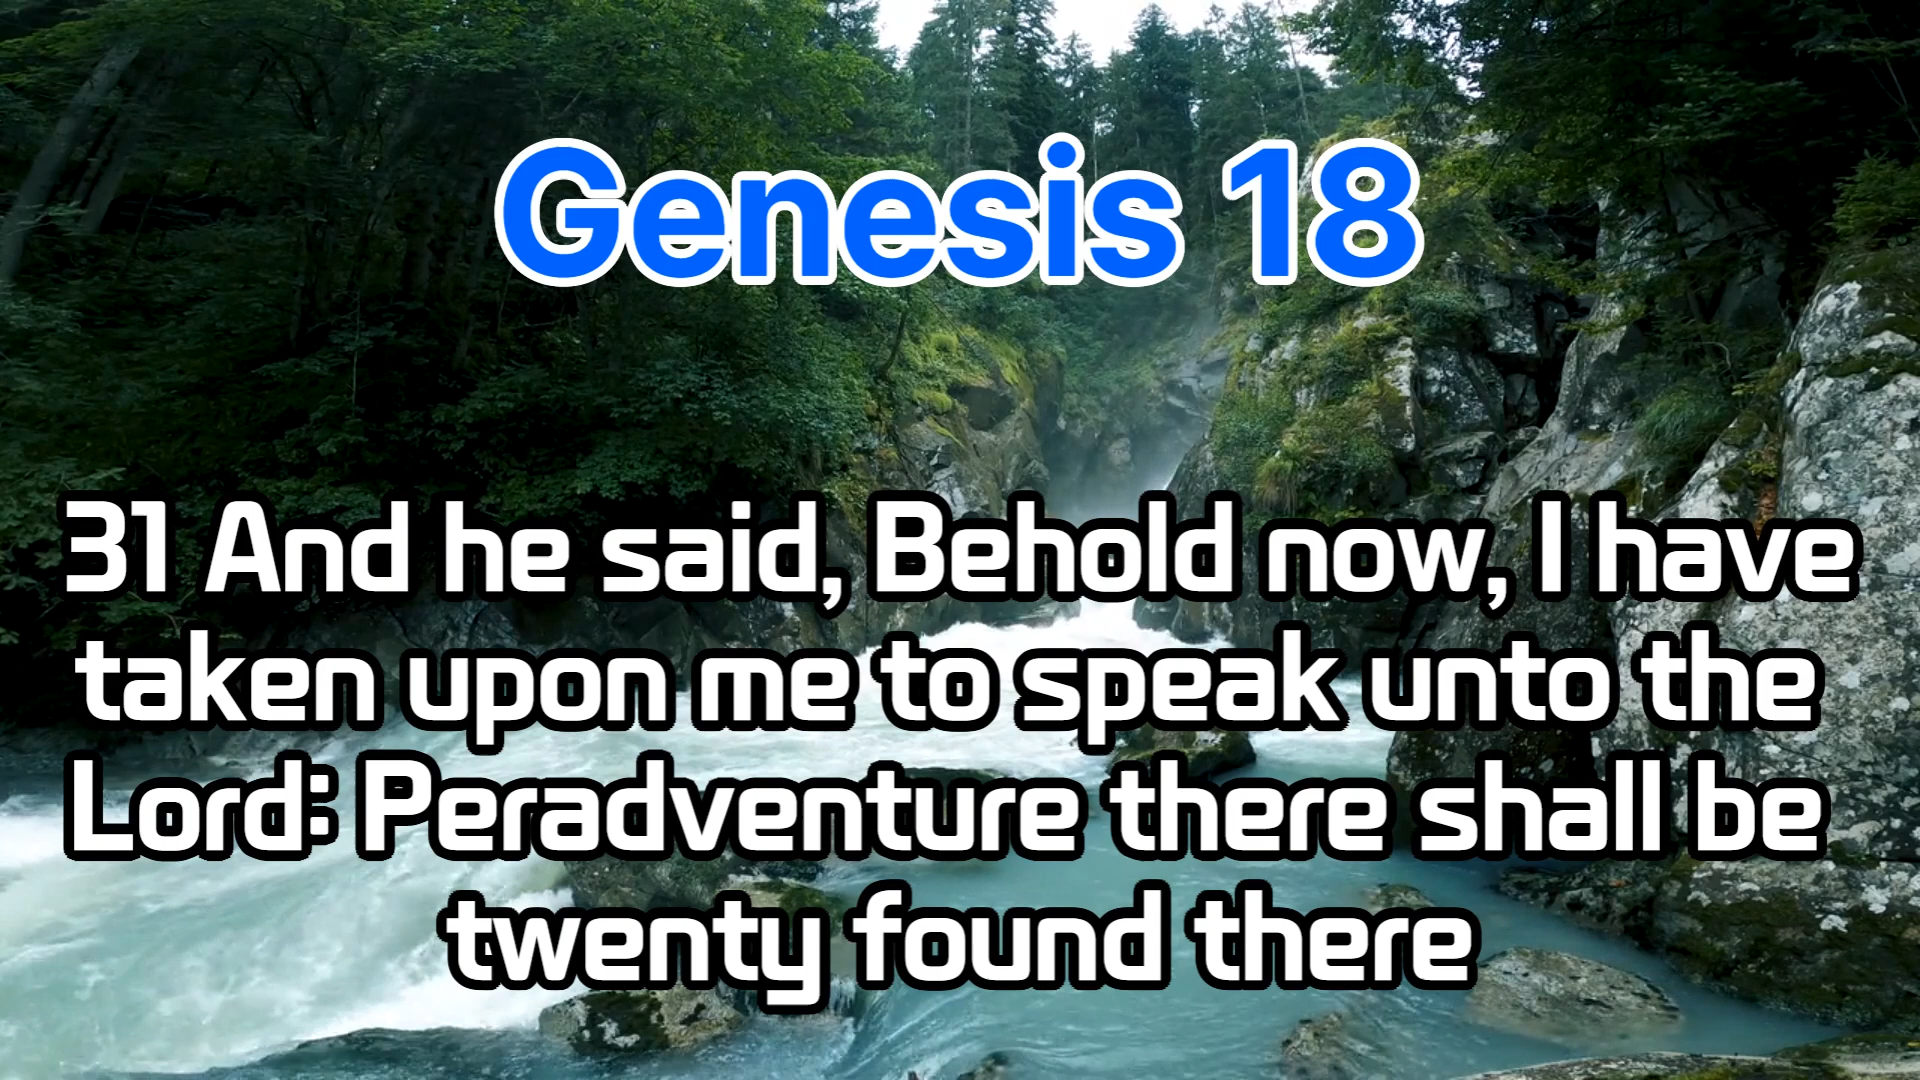 Genesis 18
31 And he said, Behold now, I have
taken upon me to speak unto the
Lord: Peradventure there shall be
twenty found there